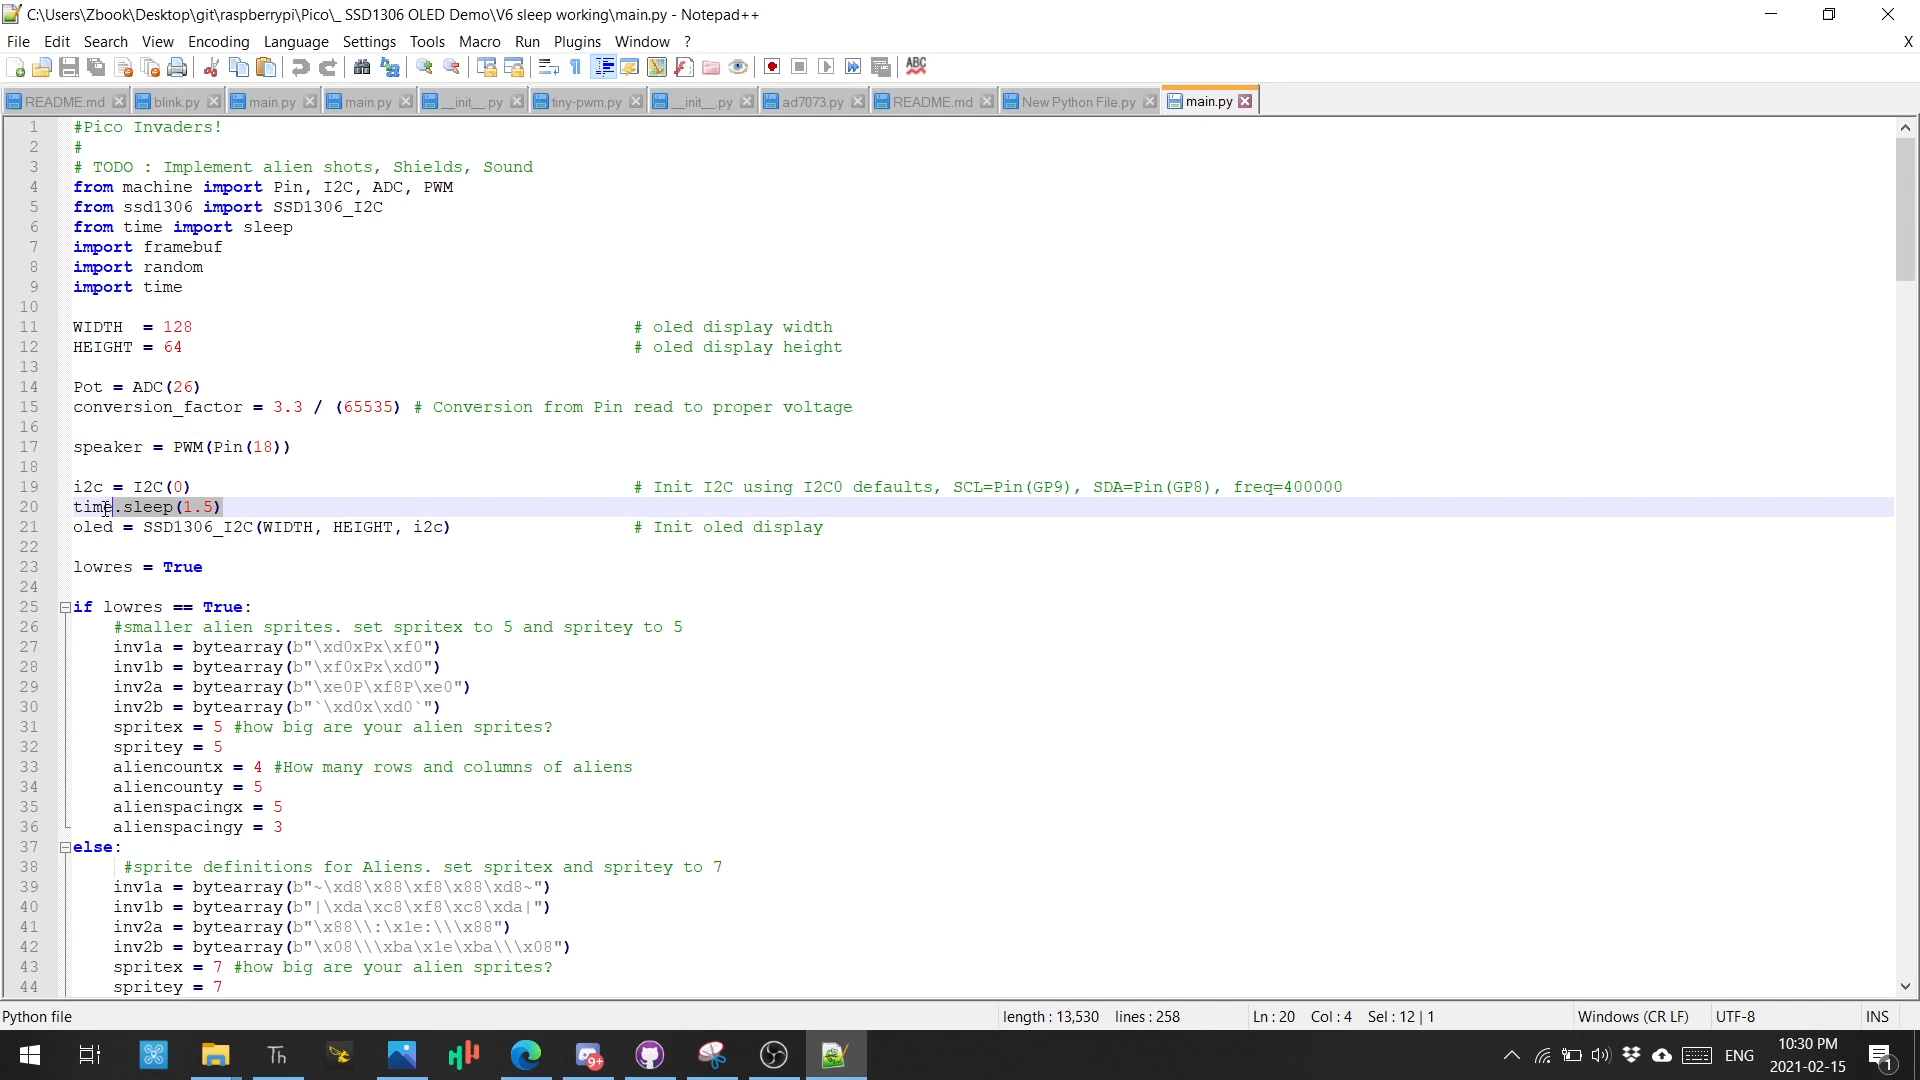 C:\Users\Zbook\Desktop\git\raspberrypi\Pico\_ SSD1306 OLED Demo\V6 sleep working\main.py - Notepad++
File Edit Search View Encoding Language Settings Tools Macro Run Plugins Window ? X
ABC
README.md blink.py main.py main.py __init__.py tiny-pwm.py __init__.py ad7073.py README.md New Python File.py main.py
1 #Pico Invaders!
2 #
3 # TODO : Implement alien shots, Shields, Sound
4 from machine import Pin, I2C, ADC, PWM
5 from ssd1306 import SSD1306_I2C
6 from time import sleep
7 import framebuf
8 import random
9 import time
10
11 WIDTH  = 128 # oled display width
12 HEIGHT = 64 # oled display height
13
14 Pot = ADC(26)
15 conversion_factor = 3.3 / (65535) # Conversion from Pin read to proper voltage
16
17 speaker = PWM(Pin(18))
18
19 i2c = I2C(0) # Init I2C using I2C0 defaults, SCL=Pin(GP9), SDA=Pin(GP8), freq=400000
20 time.sleep(1.5)
21 oled = SSD1306_I2C(WIDTH, HEIGHT, i2c) # Init oled display
22
23 lowres = True
24
25 if lowres == True:
26 #smaller alien sprites. set spritex to 5 and spritey to 5
27 inv1a = bytearray(b"\xd0xPx\xf0")
28 inv1b = bytearray(b"\xf0xPx\xd0")
29 inv2a = bytearray(b"\xe0P\xf8P\xe0")
30 inv2b = bytearray(b"`\xd0x\xd0`")
31 spritex = 5 #how big are your alien sprites?
32 spritey = 5
33 aliencountx = 4 #How many rows and columns of aliens
34 aliencounty = 5
35 alienspacingx = 5
36 alienspacingy = 3
37 else:
38 #sprite definitions for Aliens. set spritex and spritey to 7
39 inv1a = bytearray(b"~\xd8\x88\xf8\x88\xd8~")
40 inv1b = bytearray(b"|\xda\xc8\xf8\xc8\xda|")
41 inv2a = bytearray(b"\x88\\:\x1e:\\\x88")
42 inv2b = bytearray(b"\x08\\\xba\x1e\xba\\\x08")
43 spritex = 7 #how big are your alien sprites?
44 spritey = 7
Python file length : 13,530 lines : 258 Ln : 20 Col : 4 Sel : 12 | 1 Windows (CR LF) UTF-8 INS
Th 9+ ENG 10:30 PM
2021-02-15 1